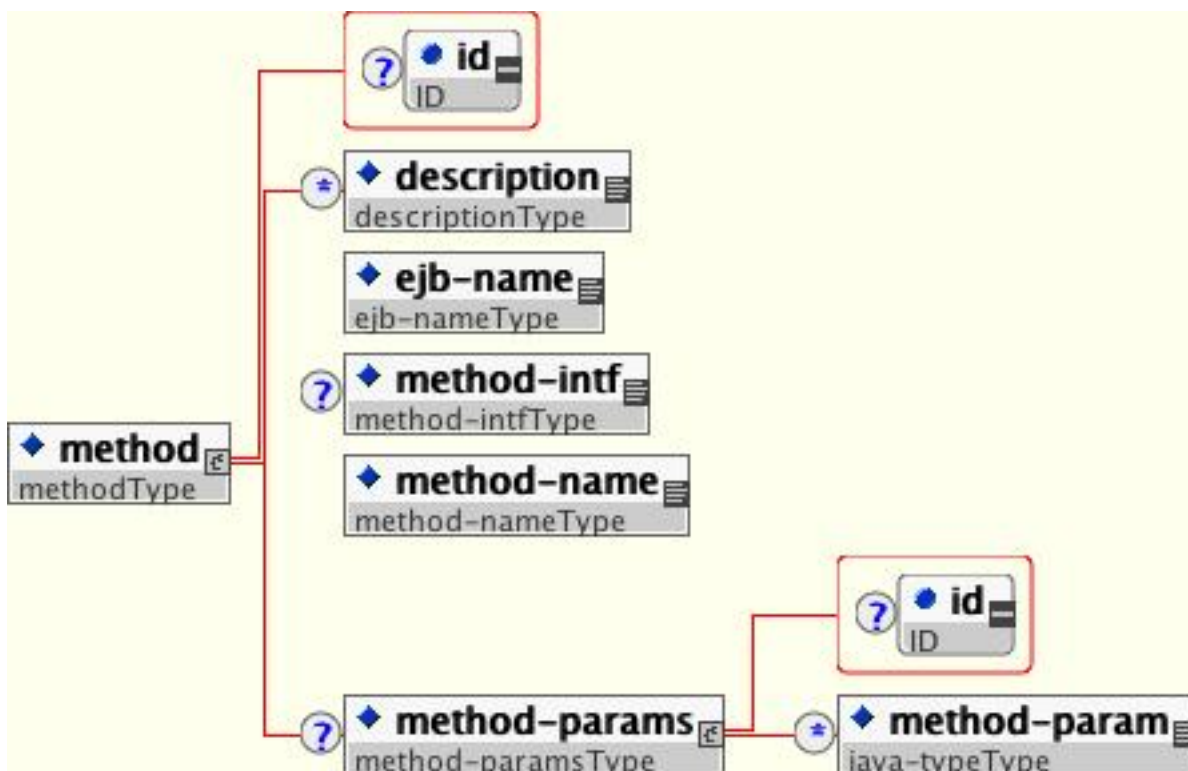 ? id
ID
* description
descriptionType
ejb-name
ejb-nameType
? method-intf
method-intfType
method
methodType
method-name
method-nameType
? id
ID
? method-params
method-paramsType
* method-param
java-typeType